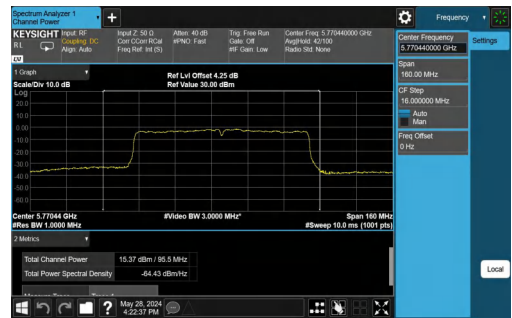 Spectrum Analyzer 1
Channel Power
+
Frequency
KEYSIGHT
RL
LXI
Input: RF
Coupling: DC
Align: Auto
Input Z: 50 Ω
Corr CCorr RCal
Freq Ref: Int (S)
Atten: 40 dB
#PNO: Fast
Trig: Free Run
Gate: Off
#IF Gain: Low
Center Freq: 5.770440000 GHz
Avg|Hold: 42/100
Radio Std: None
1 Graph
Scale/Div 10.0 dB
Ref Lvl Offset 4.25 dB
Ref Value 30.00 dBm
Log
20.0
10.0
0.00
-10.0
-20.0
-30.0
-40.0
-50.0
-60.0
Center 5.77044 GHz
#Video BW 3.0000 MHz*
Span 160 MHz
#Res BW 1.0000 MHz
#Sweep 10.0 ms (1001 pts)
2 Metrics
Total Channel Power 15.37 dBm / 95.5 MHz
Total Power Spectral Density -64.43 dBm/Hz
?
May 28, 2024
4:22:37 PM
Center Frequency
5.770440000 GHz
Settings
Span
160.00 MHz
CF Step
16.000000 MHz
Auto
Man
Freq Offset
0 Hz
Local